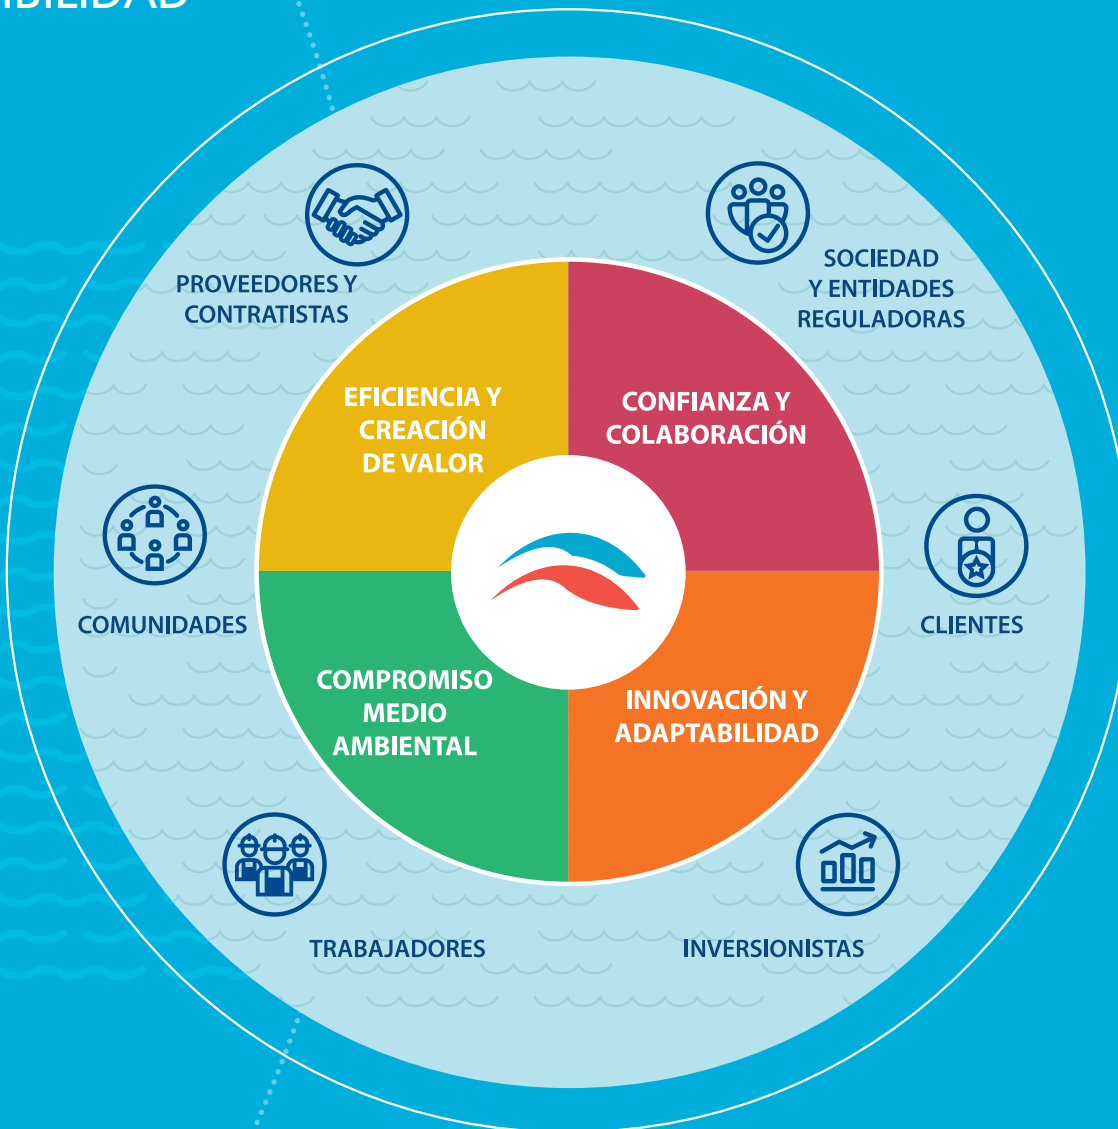 PROVEEDORES Y
CONTRATISTAS
SOCIEDAD
Y ENTIDADES
REGULADORAS
EFICIENCIA Y
CREACIÓN
DE VALOR
CONFIANZA Y
COLABORACIÓN
COMUNIDADES
CLIENTES
COMPROMISO
MEDIO
AMBIENTAL
INNOVACIÓN Y
ADAPTABILIDAD
TRABAJADORES
INVERSIONISTAS